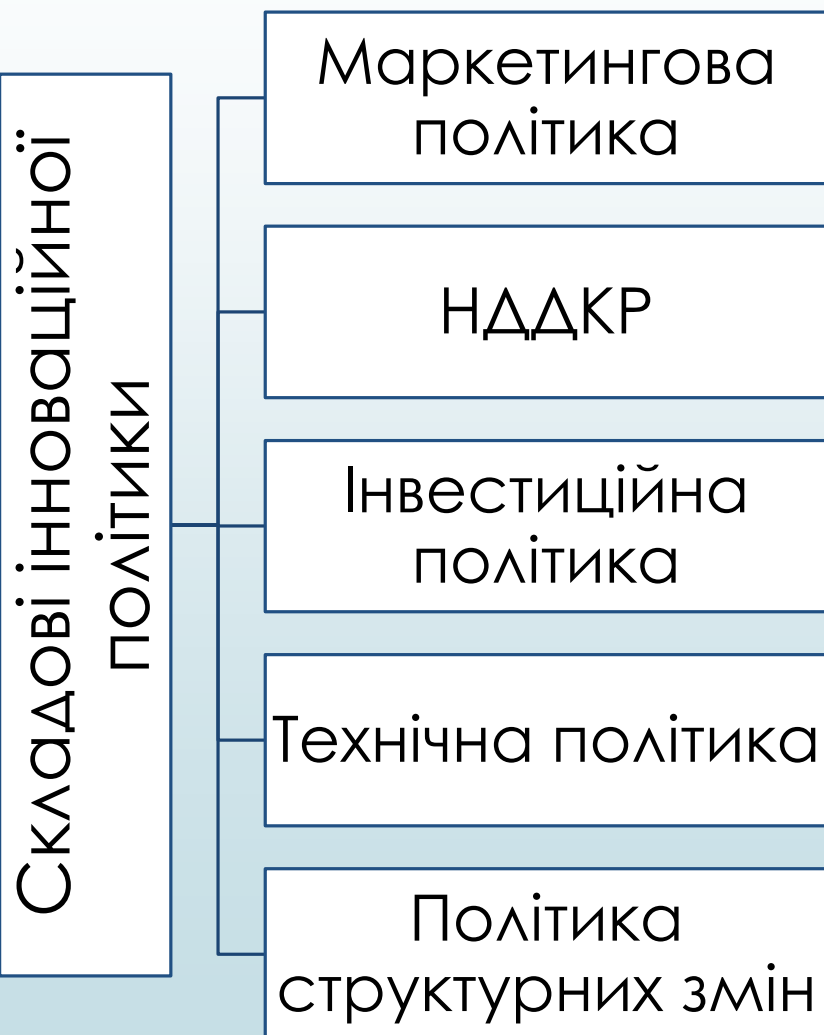 Складові інноваційної
політики
Маркетингова
політика
НДДКР
Інвестиційна
політика
Технічна політика
Політика
структурних змін